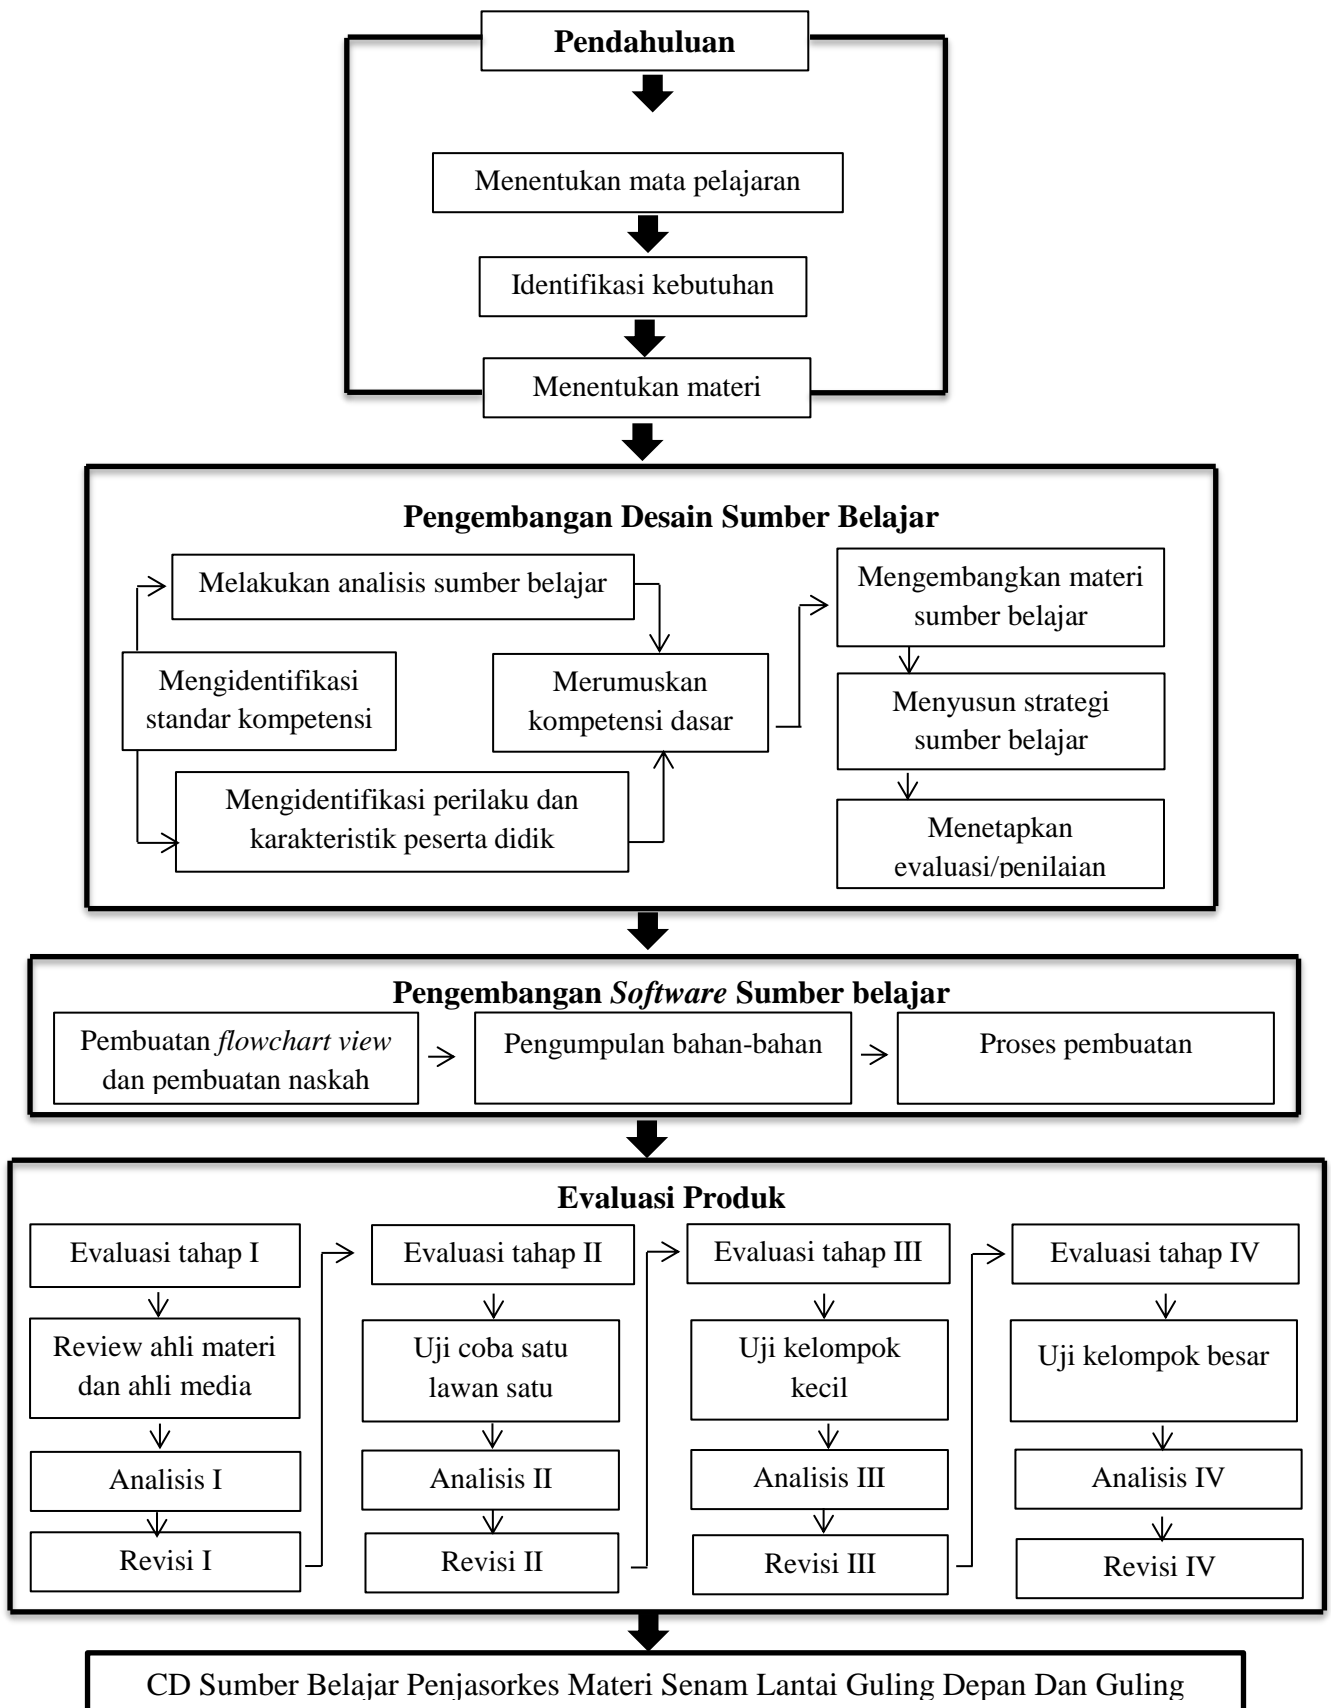 Pendahuluan
Menentukan mata pelajaran
Identifikasi kebutuhan
Menentukan materi
Pengembangan Desain Sumber Belajar
Melakukan analisis sumber belajar
Mengidentifikasi
standar kompetensi
Mengidentifikasi perilaku dan
karakteristik peserta didik
Merumuskan
kompetensi dasar
Mengembangkan materi
sumber belajar
Menyusun strategi
sumber belajar
Menetapkan
evaluasi/penilaian
Pengembangan Software Sumber belajar
Pembuatan flowchart view
dan pembuatan naskah
Pengumpulan bahan-bahan
Proses pembuatan
Evaluasi Produk
Evaluasi tahap I
Review ahli materi
dan ahli media
Analisis I
Revisi I
Evaluasi tahap II
Uji coba satu
lawan satu
Analisis II
Revisi II
Evaluasi tahap III
Uji kelompok
kecil
Analisis III
Revisi III
Evaluasi tahap IV
Uji kelompok besar
Analisis IV
Revisi IV
CD Sumber Belajar Penjasorkes Materi Senam Lantai Guling Depan Dan Guling